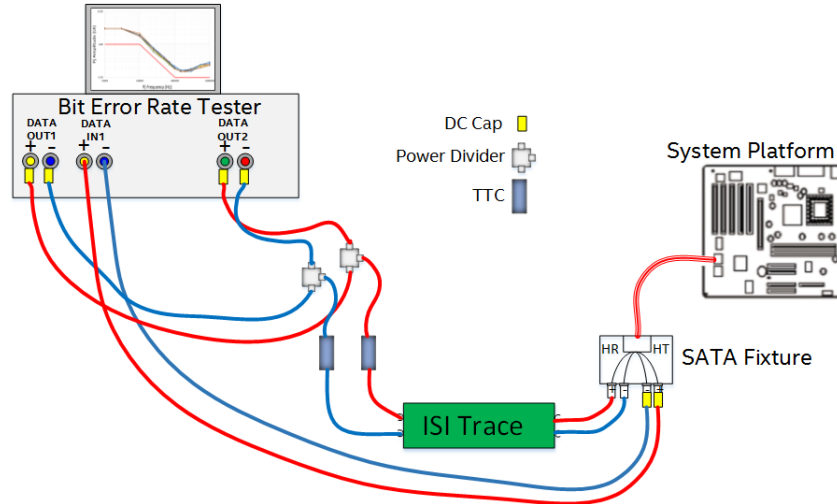 Bit Error Rate Tester
DATA
OUT1
DATA
IN1
DATA
OUT2
+ - + - + -
DC Cap
Power Divider
TTC
System Platform
HR HT
SATA Fixture
ISI Trace